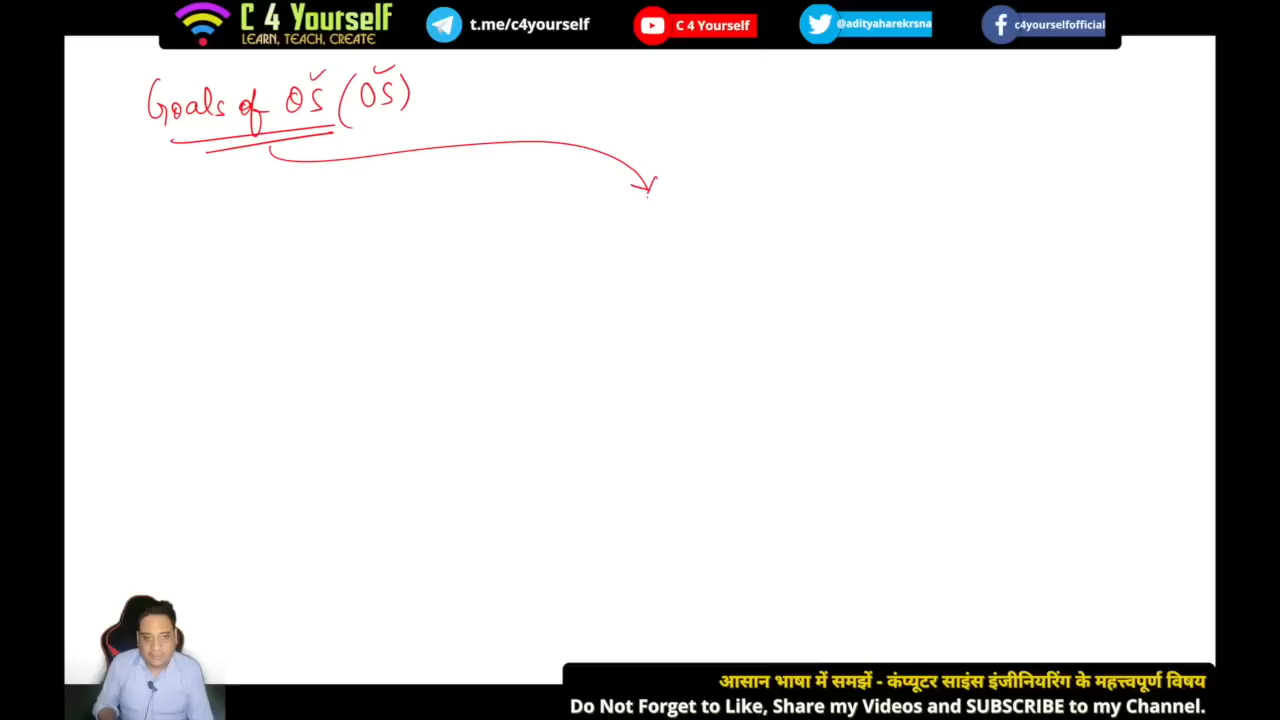 C 4 Yourself
LEARN, TEACH, CREATE
t.me/c4yourself
C 4 Yourself
@adityaharekrsna
c4yourselfofficial
Goals of OS (OS)
आसान भाषा में समझें - कंप्यूटर साइंस इंजीनियरिंग के महत्त्वपूर्ण विषय
Do Not Forget to Like, Share my Videos and SUBSCRIBE to my Channel.